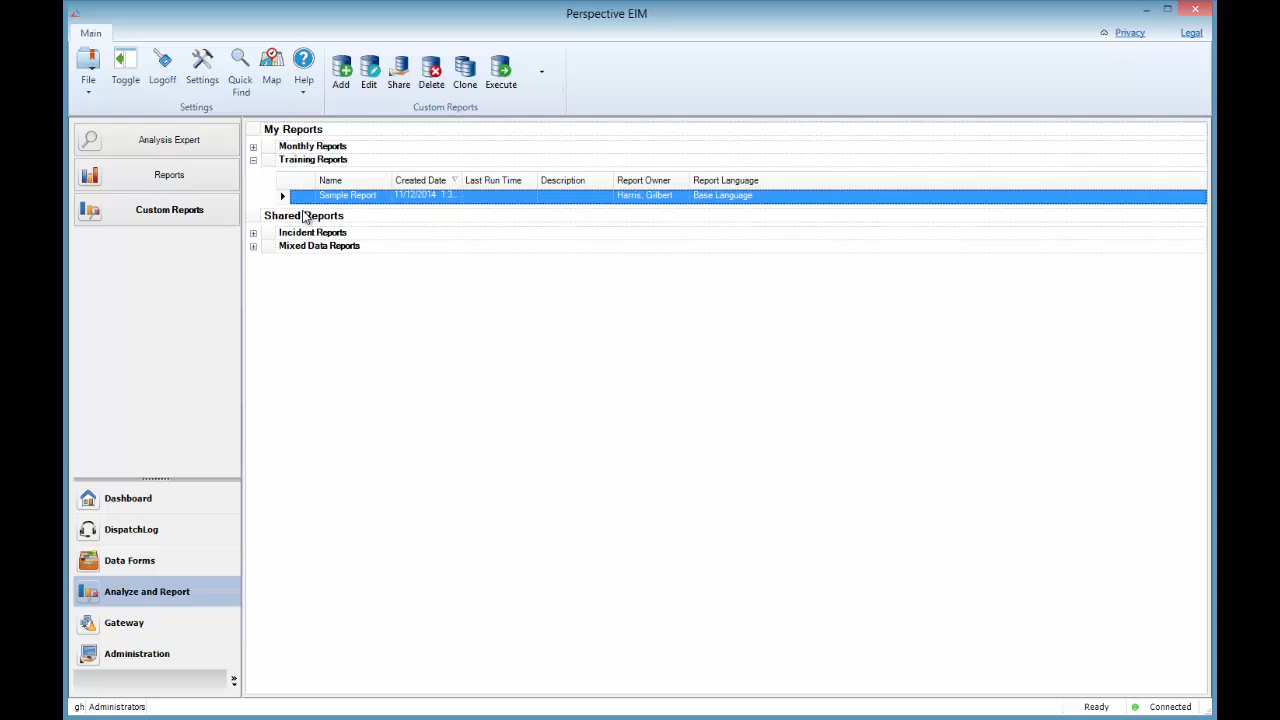 Perspective EIM
Main
Privacy Legal
File Toggle Logoff Settings Quick Find Map Help
Add Edit Share Delete Clone Execute
Settings Custom Reports
Analysis Expert
Reports
Custom Reports
My Reports
Monthly Reports
Training Reports
Name Created Date Last Run Time Description Report Owner Report Language
Sample Report 11/12/2014 1:3... Harris, Gilbert Base Language
Shared Reports
Incident Reports
Mixed Data Reports
Dashboard
DispatchLog
Data Forms
Analyze and Report
Gateway
Administration
gh Administrators Ready Connected